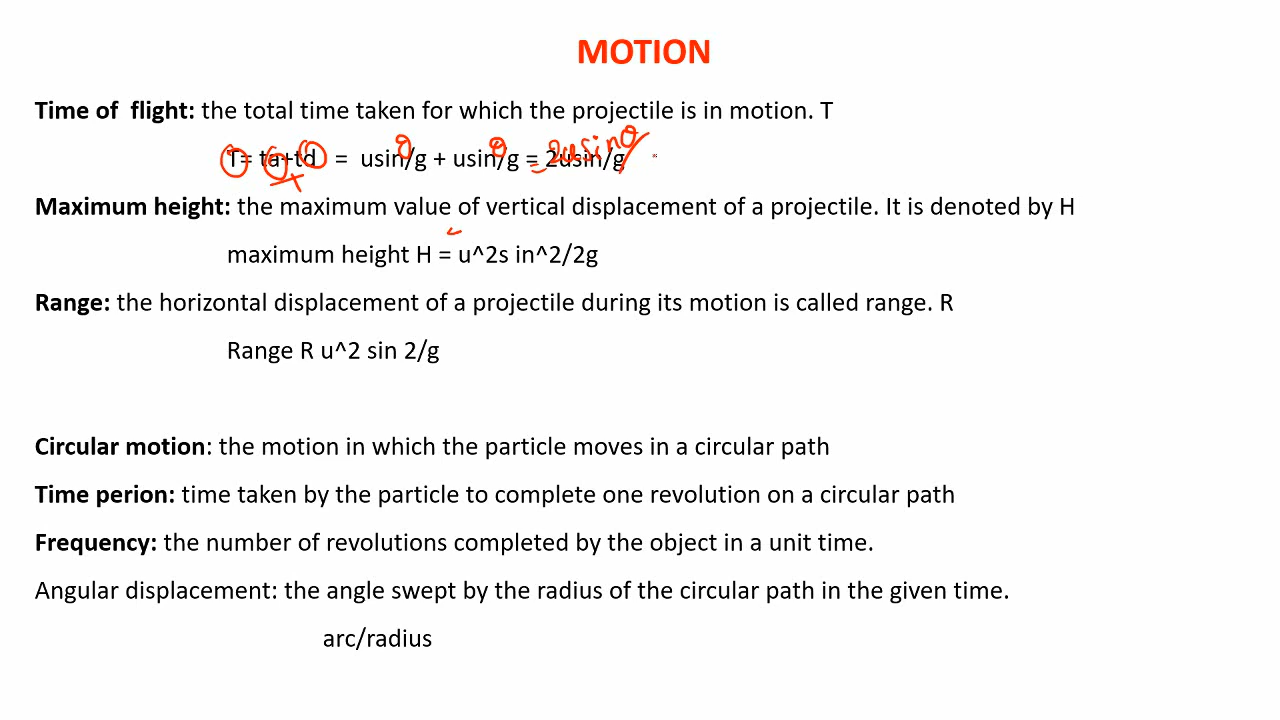 MOTION
Time of  flight: the total time taken for which the projectile is in motion. T
T= ta+td  =  usinθ/g + usinθ/g = 2usin/g = 2usinθ/
Maximum height: the maximum value of vertical displacement of a projectile. It is denoted by H
maximum height H = u^2s in^2/2g
Range: the horizontal displacement of a projectile during its motion is called range. R
Range R u^2 sin 2/g
Circular motion: the motion in which the particle moves in a circular path
Time perion: time taken by the particle to complete one revolution on a circular path
Frequency: the number of revolutions completed by the object in a unit time.
Angular displacement: the angle swept by the radius of the circular path in the given time.
arc/radius